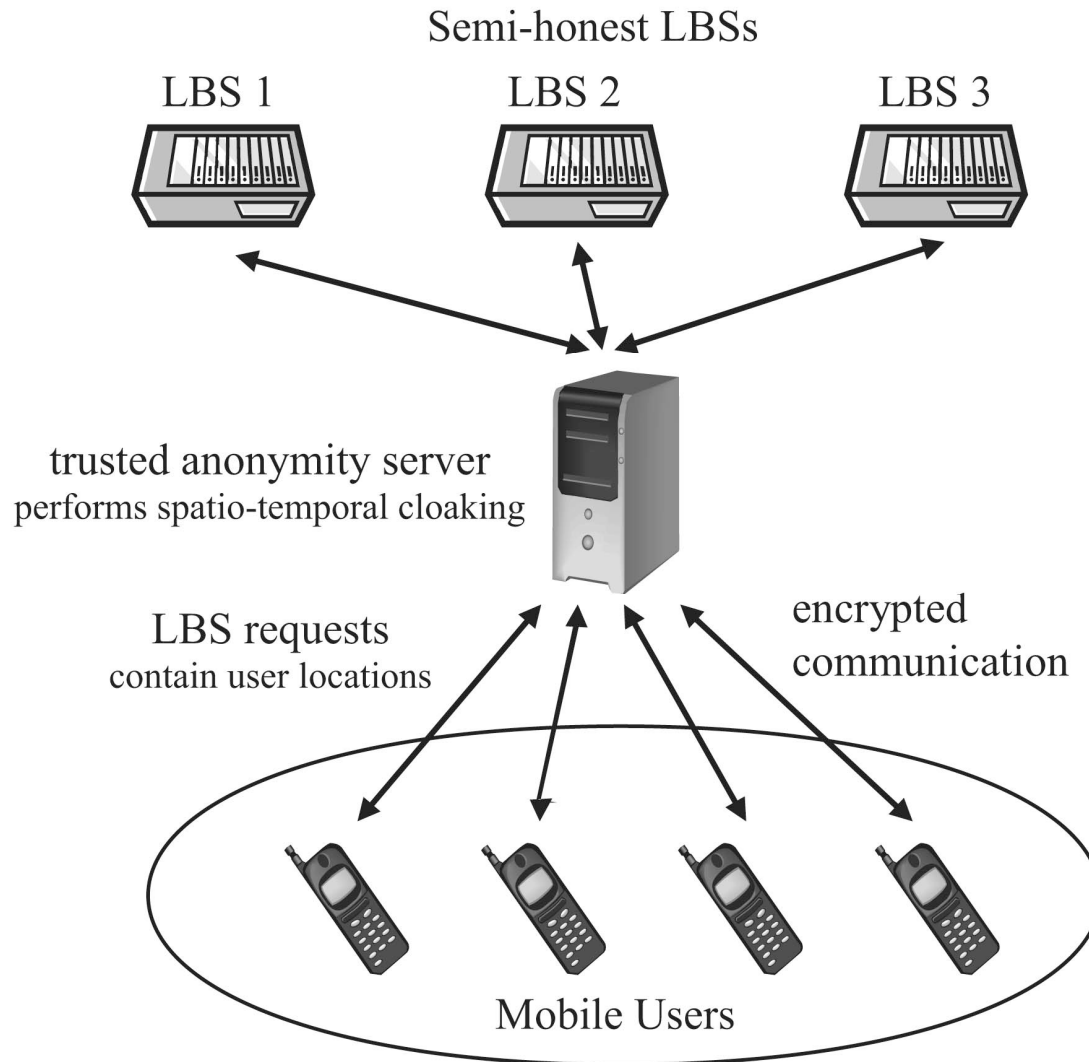 Semi-honest LBSs
LBS 1
LBS 2
LBS 3
trusted anonymity server
performs spatio-temporal cloaking
LBS requests
contain user locations
encrypted
communication
Mobile Users